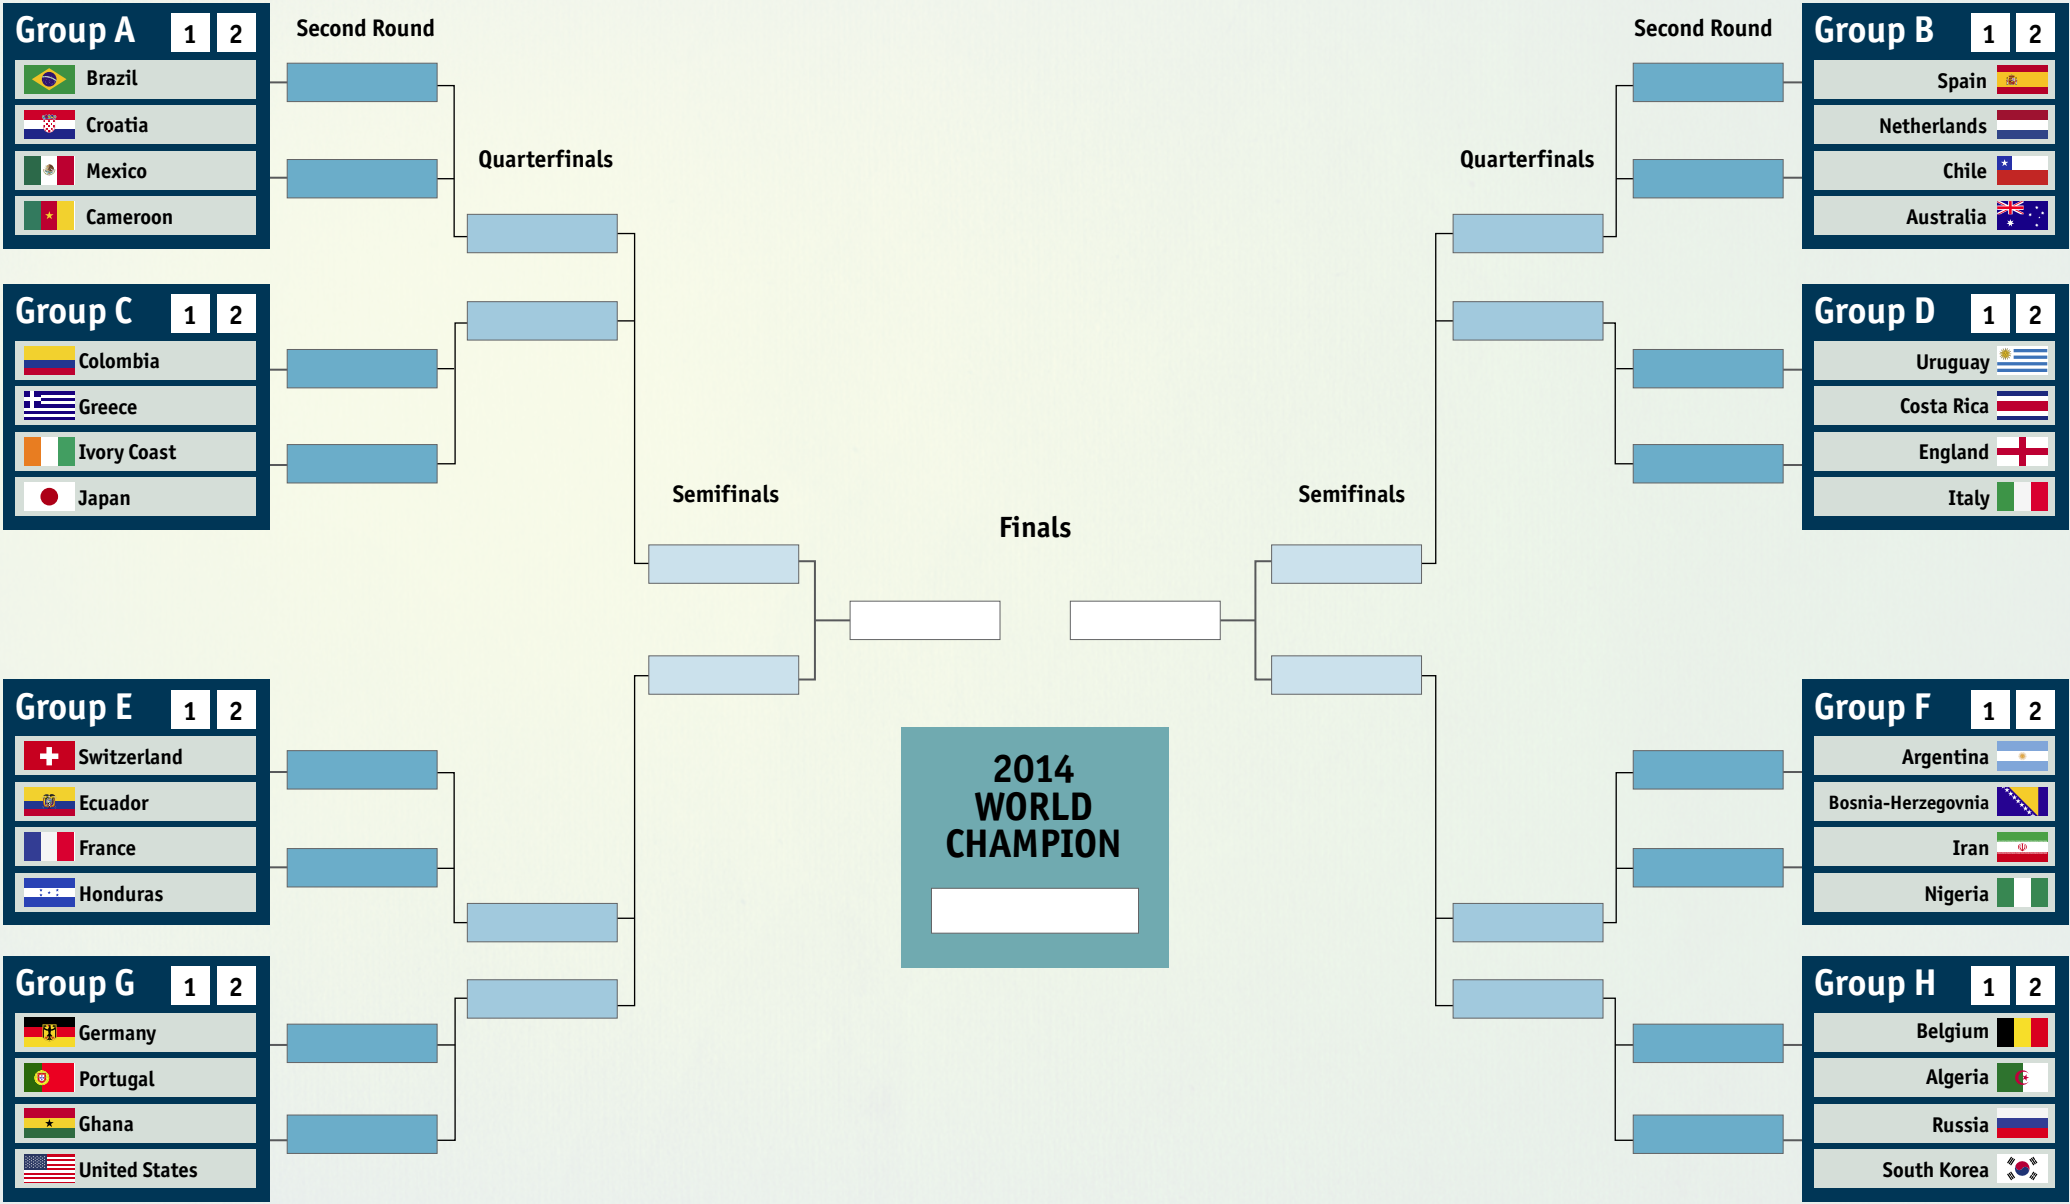 Group A 1 2
Brazil
Croatia
Mexico
Cameroon
Second Round
Quarterfinals
Group C 1 2
Colombia
Greece
Ivory Coast
Japan
Semifinals
Group E 1 2
Switzerland
Ecuador
France
Honduras
Group G 1 2
Germany
Portugal
Ghana
United States
Finals
2014
WORLD
CHAMPION
Second Round
Quarterfinals
Semifinals
Group B 1 2
Spain
Netherlands
Chile
Australia
Group D 1 2
Uruguay
Costa Rica
England
Italy
Group F 1 2
Argentina
Bosnia-Herzegovnia
Iran
Nigeria
Group H 1 2
Belgium
Algeria
Russia
South Korea